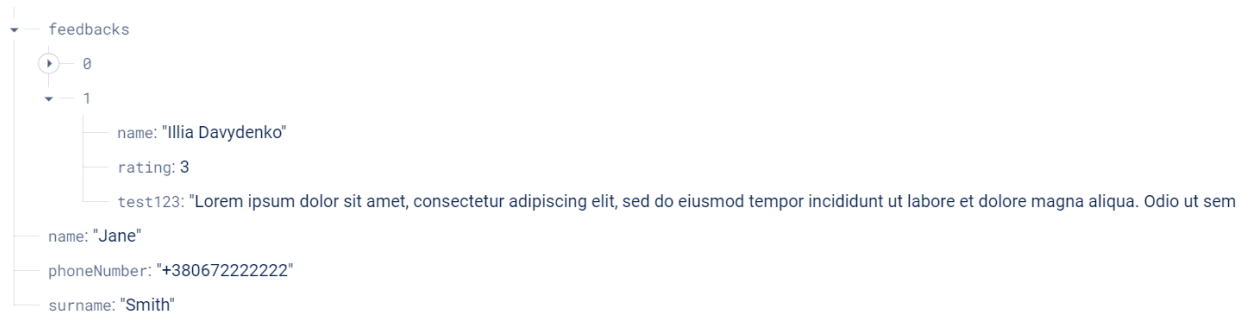 feedbacks
0
1
name: "Illia Davydenko"
rating: 3
test123: "Lorem ipsum dolor sit amet, consectetur adipiscing elit, sed do eiusmod tempor incididunt ut labore et dolore magna aliqua. Odio ut sem
name: "Jane"
phoneNumber: "+380672222222"
surname: "Smith"